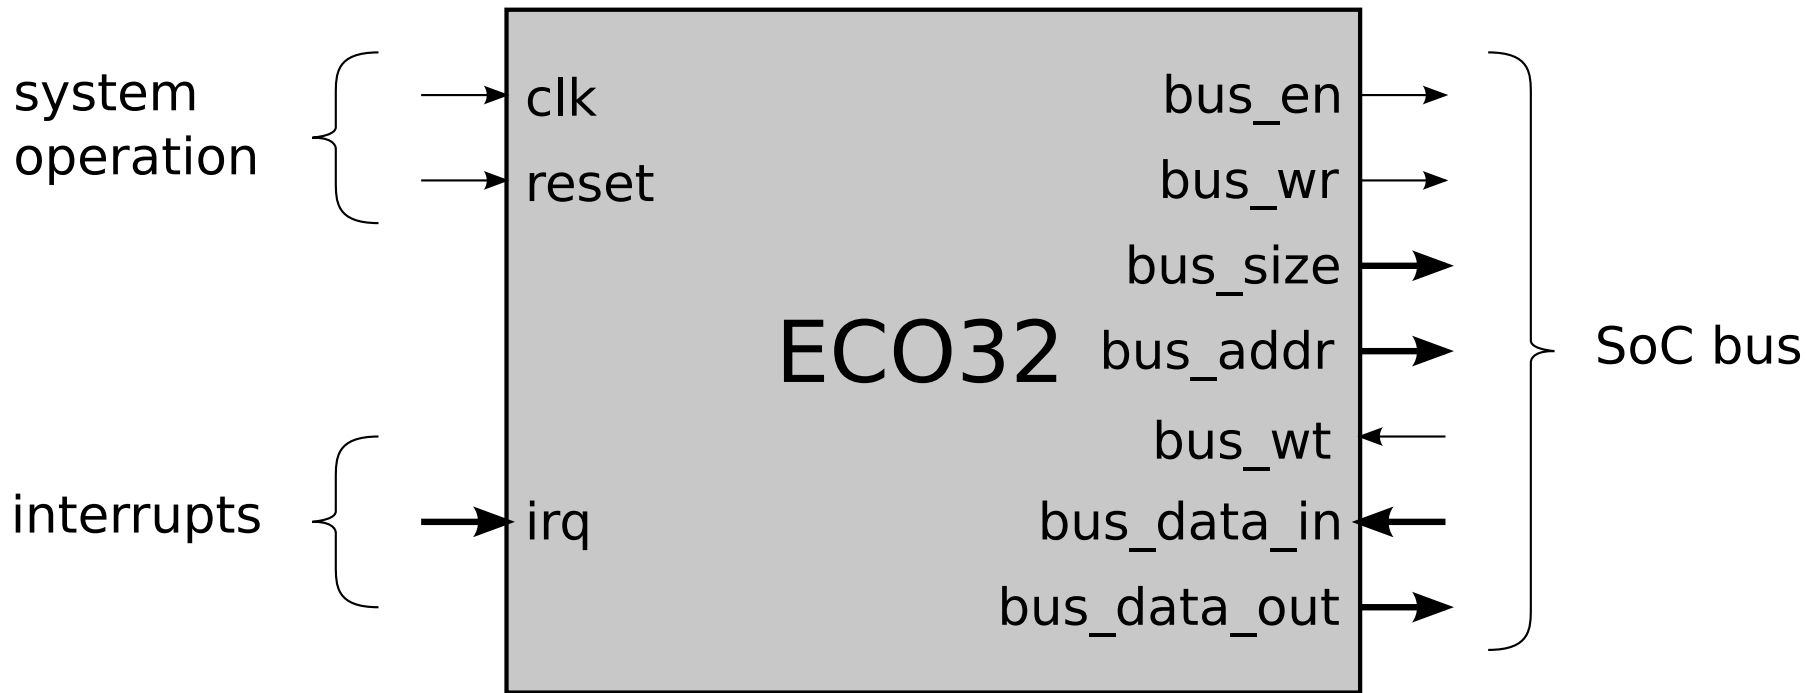 system
operation
clk
reset
interrupts
irq
ECO32
bus_en
bus_wr
bus_size
bus_addr
bus_wt
bus_data_in
bus_data_out
SoC bus